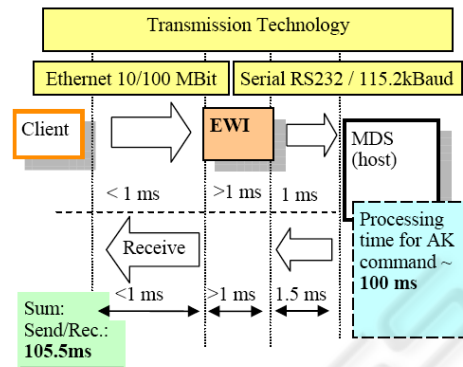 Transmission Technology
Ethernet 10/100 MBit
Serial RS232 / 115.2kBaud
Client
EWI
MDS
(host)
< 1 ms
>1 ms
1 ms
Processing
time for AK
command ~
100 ms
Receive
<1 ms
>1 ms
1.5 ms
Sum:
Send/Rec.:
105.5ms